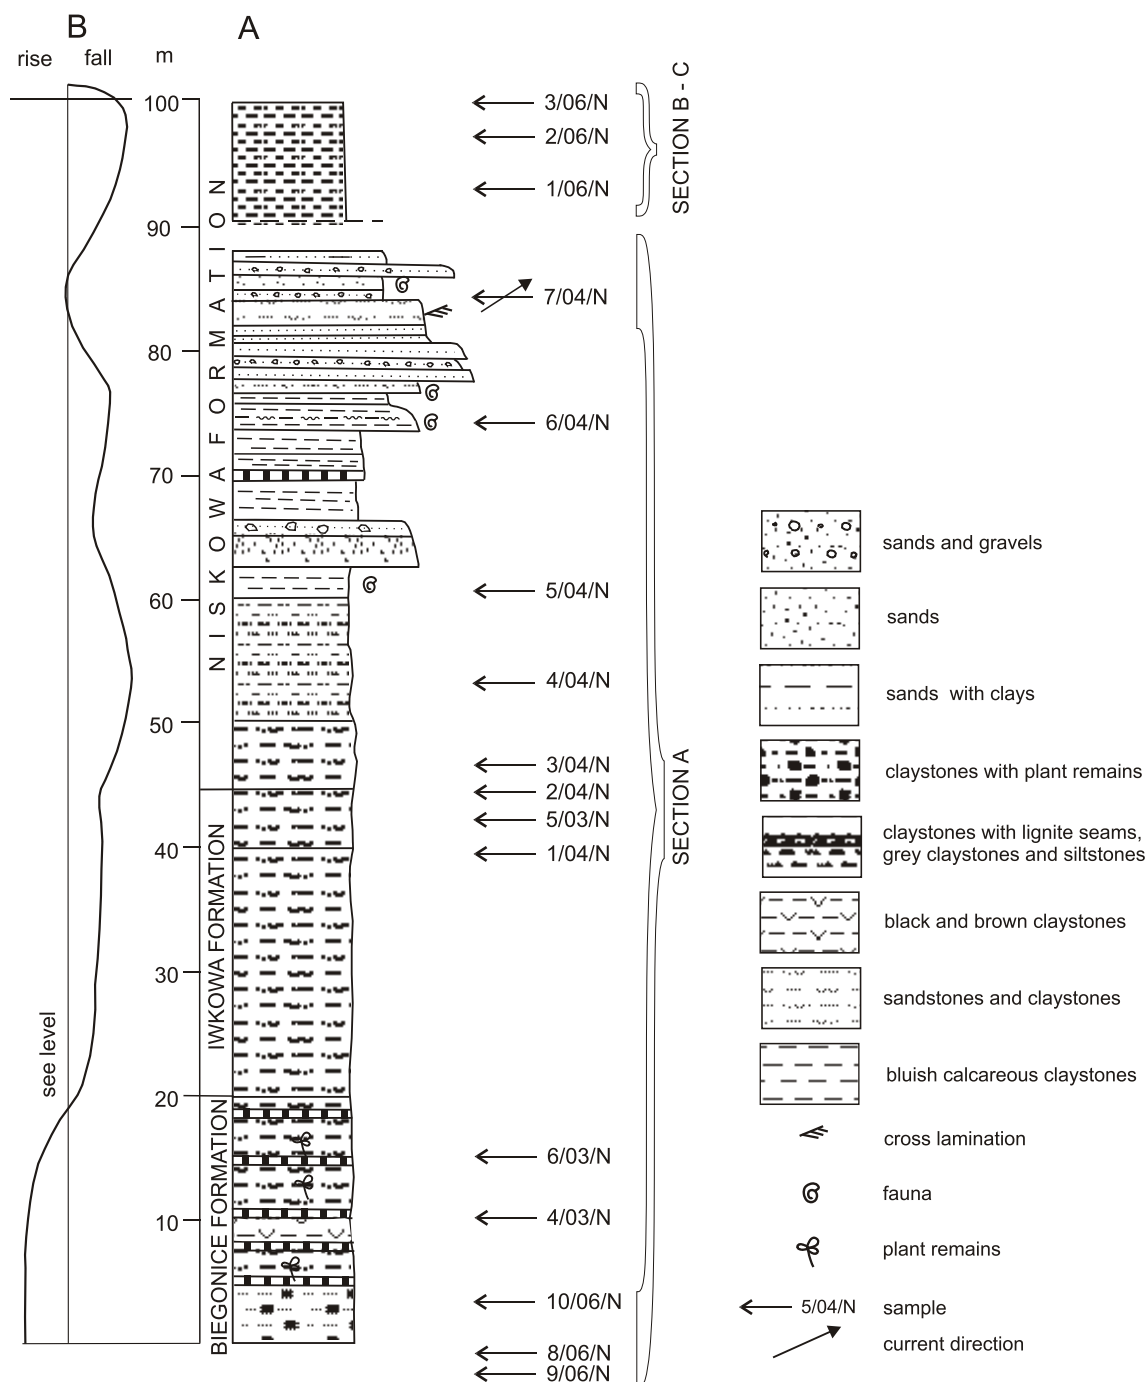 B A
rise fall m
100
90
80
70
60
50
40
30
20
10
see level
NISKOWA FORMATION
IWKOWA FORMATION
BIEGONICE FORMATION
3/06/N
2/06/N
1/06/N
7/04/N
6/04/N
5/04/N
4/04/N
3/04/N
2/04/N
5/03/N
1/04/N
6/03/N
4/03/N
10/06/N
8/06/N
9/06/N
SECTION B - C
SECTION A
sands and gravels
sands
sands with clays
claystones with plant remains
claystones with lignite seams,
grey claystones and siltstones
black and brown claystones
sandstones and claystones
bluish calcareous claystones
cross lamination
fauna
plant remains
5/04/N sample
current direction